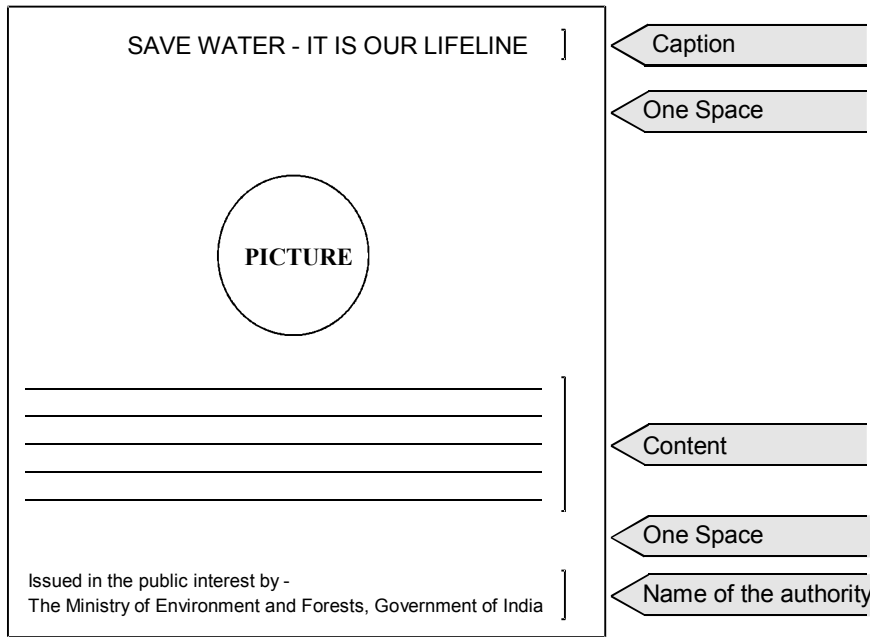 SAVE WATER - IT IS OUR LIFELINE
Caption
One Space
PICTURE
Content
One Space
Issued in the public interest by -
The Ministry of Environment and Forests, Government of India
Name of the authority